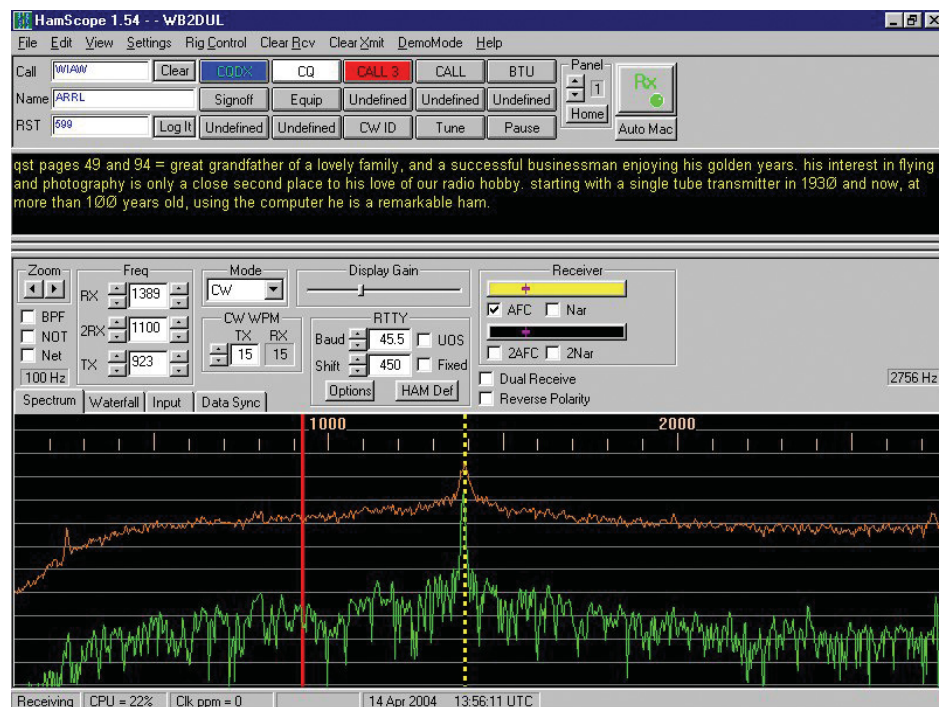 HamScope 1.54 - - WB2DUL
File Edit View Settings Rig Control Clear Rcv Clear Xmit DemoMode Help
Call W1AW Clear CQDX CQ CALL 3 CALL BTU Panel 1 Rx
Name ARRL Signoff Equip Undefined Undefined Undefined Home
RST 599 Log It Undefined Undefined CW ID Tune Pause Auto Mac
qst pages 49 and 94 = great grandfather of a lovely family, and a successful businessman enjoying his golden years. his interest in flying
and photography is only a close second place to his love of our radio hobby. starting with a single tube transmitter in 193Ø and now, at
more than 1ØØ years old, using the computer he is a remarkable ham.
Zoom Freq Mode Display Gain Receiver
RX 1389 CW
BPF AFC Nar
NOT 2RX 1100 CW WPM RTTY
TX RX Baud 45.5 UOS
Net TX 923 15 15 Shift 450 Fixed 2AFC 2Nar
100 Hz Options HAM Def Dual Receive 2756 Hz
Spectrum Waterfall Input Data Sync Reverse Polarity
1000 2000
Receiving CPU = 22% Clk ppm = 0 14 Apr 2004 13:56:11 UTC